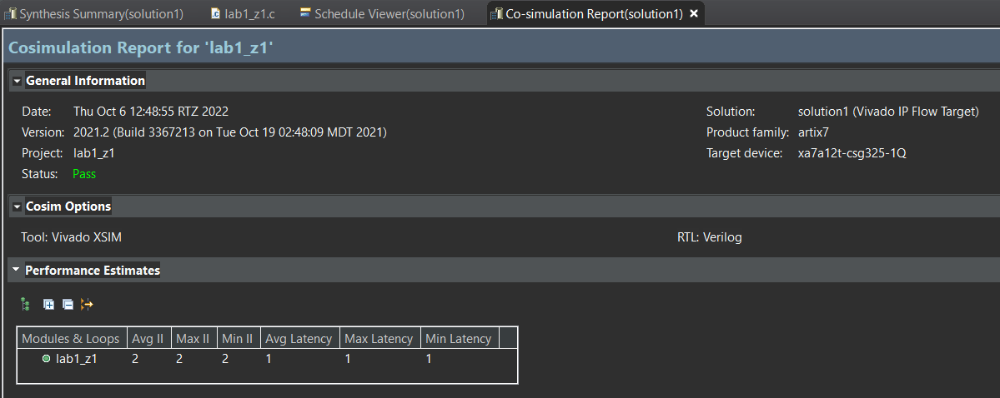 Synthesis Summary(solution1) lab1_z1.c Schedule Viewer(solution1) Co-simulation Report(solution1)
Cosimulation Report for 'lab1_z1'
General Information
Date: Thu Oct 6 12:48:55 RTZ 2022 Solution: solution1 (Vivado IP Flow Target)
Version: 2021.2 (Build 3367213 on Tue Oct 19 02:48:09 MDT 2021) Product family: artix7
Project: lab1_z1 Target device: xa7a12t-csg325-1Q
Status: Pass
Cosim Options
Tool: Vivado XSIM RTL: Verilog
Performance Estimates
Modules & Loops Avg II Max II Min II Avg Latency Max Latency Min Latency
lab1_z1 2 2 2 1 1 1